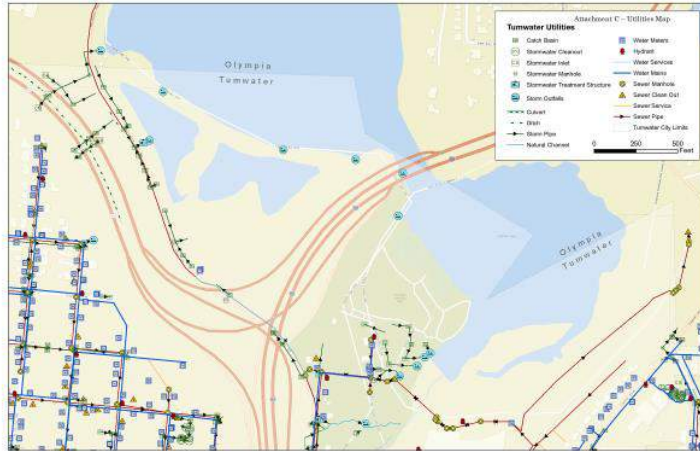 Attachment C – Utilities Map
Tumwater Utilities
Catch Basin
Stormwater Cleanout
Stormwater Inlet
Stormwater Manhole
Stormwater Treatment Structure
Storm Outfalls
Culvert
Ditch
Storm Pipe
Natural Channel
Water Meters
Hydrant
Water Services
Water Mains
Sewer Manhole
Sewer Clean Out
Sewer Service
Sewer Pipe
Tumwater City Limits
0 250 500
Feet
Olympia
Tumwater
Olympia
Tumwater